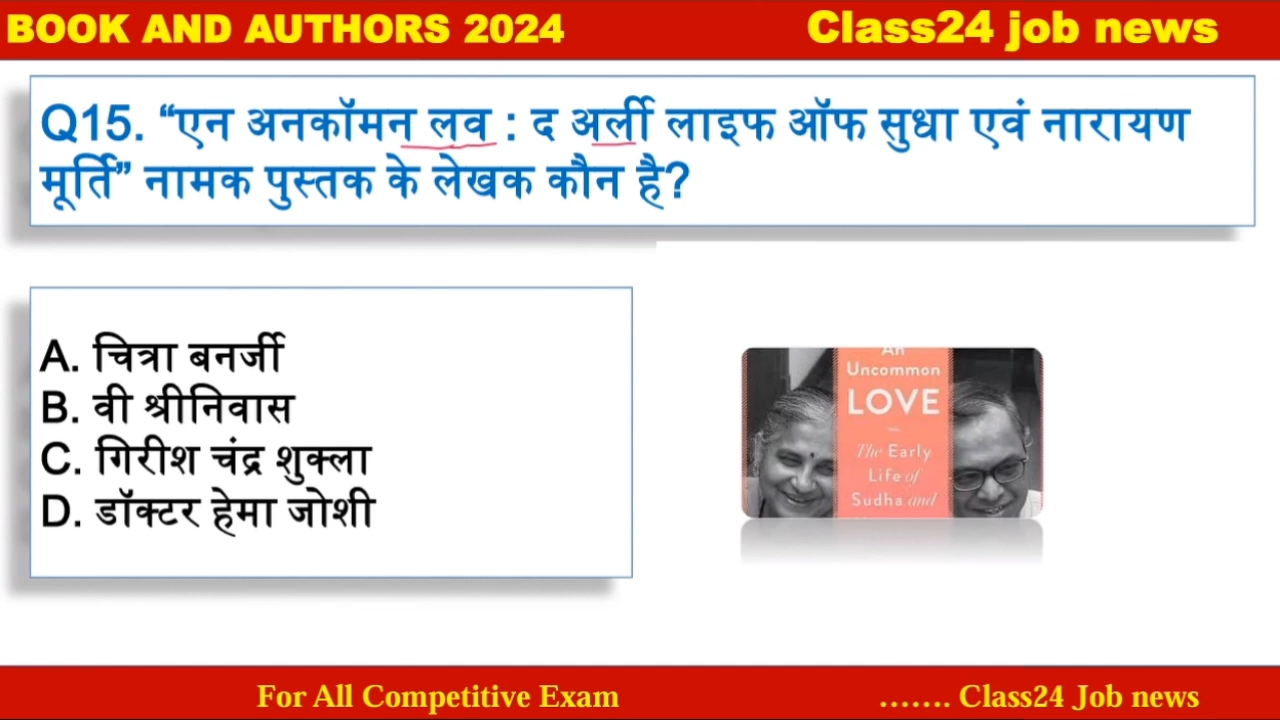 BOOK AND AUTHORS 2024
Class24 job news
Q15. “एन अनकॉमन लव : द अर्ली लाइफ ऑफ सुधा एवं नारायण
मूर्ति” नामक पुस्तक के लेखक कौन है?
A. चित्रा बनर्जी
B. वी श्रीनिवास
C. गिरीश चंद्र शुक्ला
D. डॉक्टर हेमा जोशी
An
Uncommon
LOVE
The Early
Life of
Sudha and
For All Competitive Exam
....... Class24 Job news